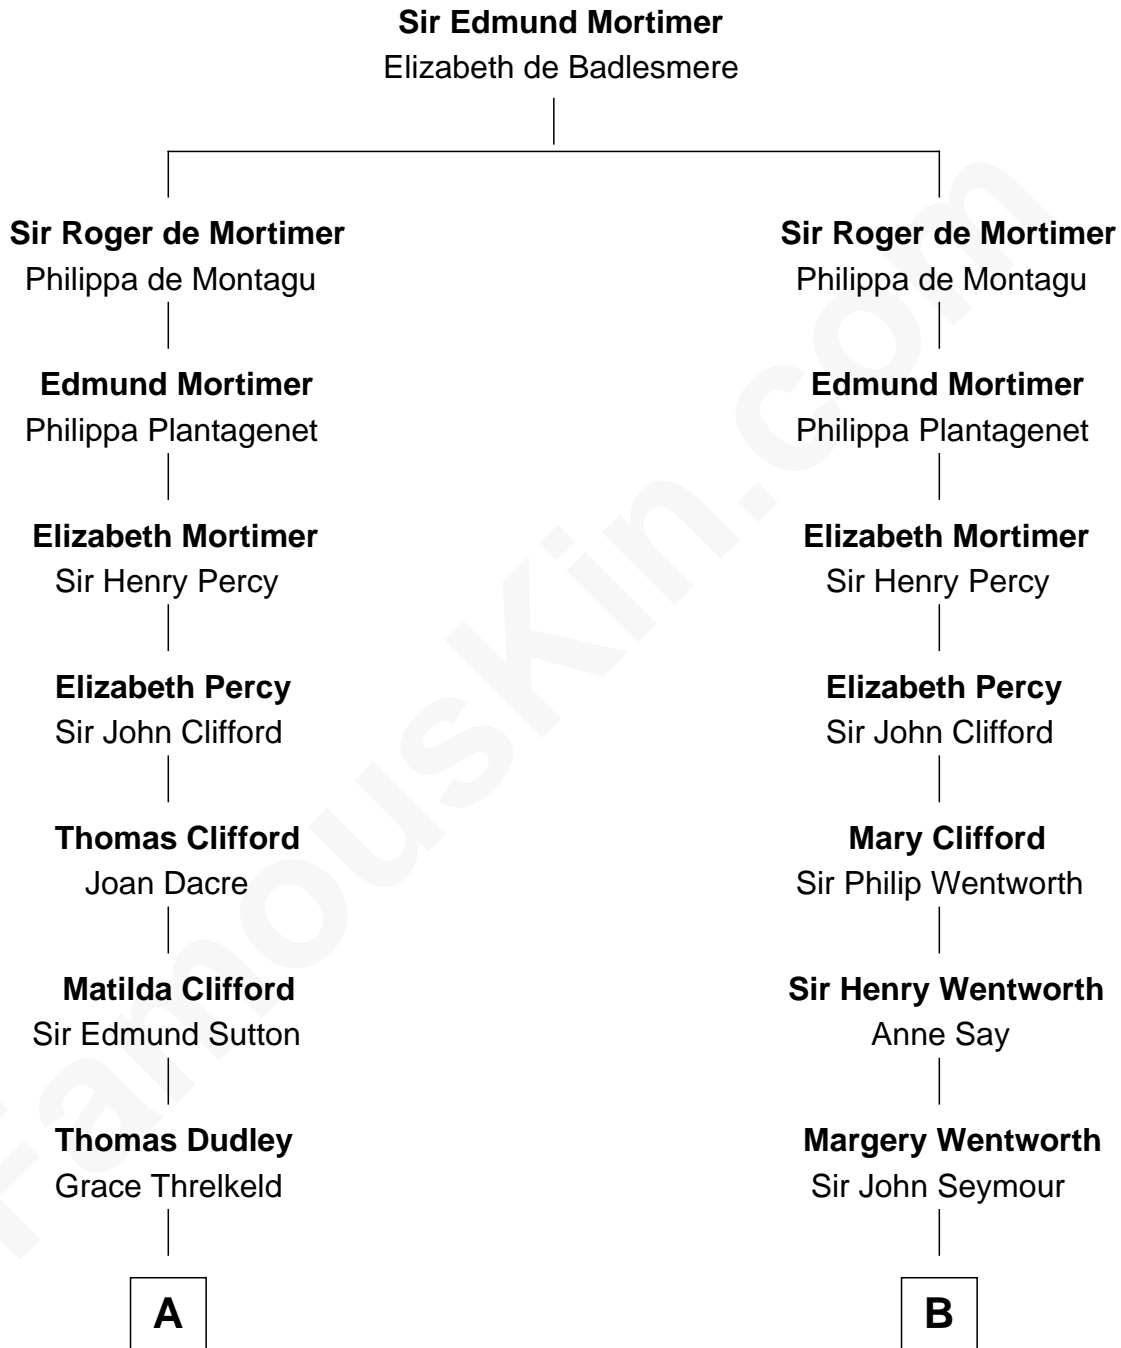 Sir Edmund Mortimer
Elizabeth de Badlesmere
Sir Roger de Mortimer
Philippa de Montagu
Sir Roger de Mortimer
Philippa de Montagu
Edmund Mortimer
Philippa Plantagenet
Edmund Mortimer
Philippa Plantagenet
Elizabeth Mortimer
Sir Henry Percy
Elizabeth Mortimer
Sir Henry Percy
Elizabeth Percy
Sir John Clifford
Elizabeth Percy
Sir John Clifford
Thomas Clifford
Joan Dacre
Mary Clifford
Sir Philip Wentworth
Matilda Clifford
Sir Edmund Sutton
Sir Henry Wentworth
Anne Say
Thomas Dudley
Grace Threlkeld
Margery Wentworth
Sir John Seymour
A
B
FamousKin.com